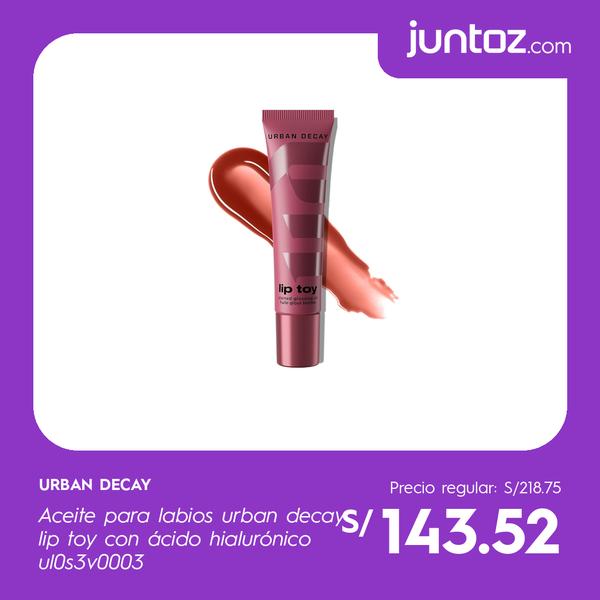 juntoz.com
URBAN DECAY
lip toy
URBAN DECAY
Precio regular: S/218.75
Aceite para labios urban decay
lip toy con ácido hialurónico
ul0s3v0003
S/ 143.52